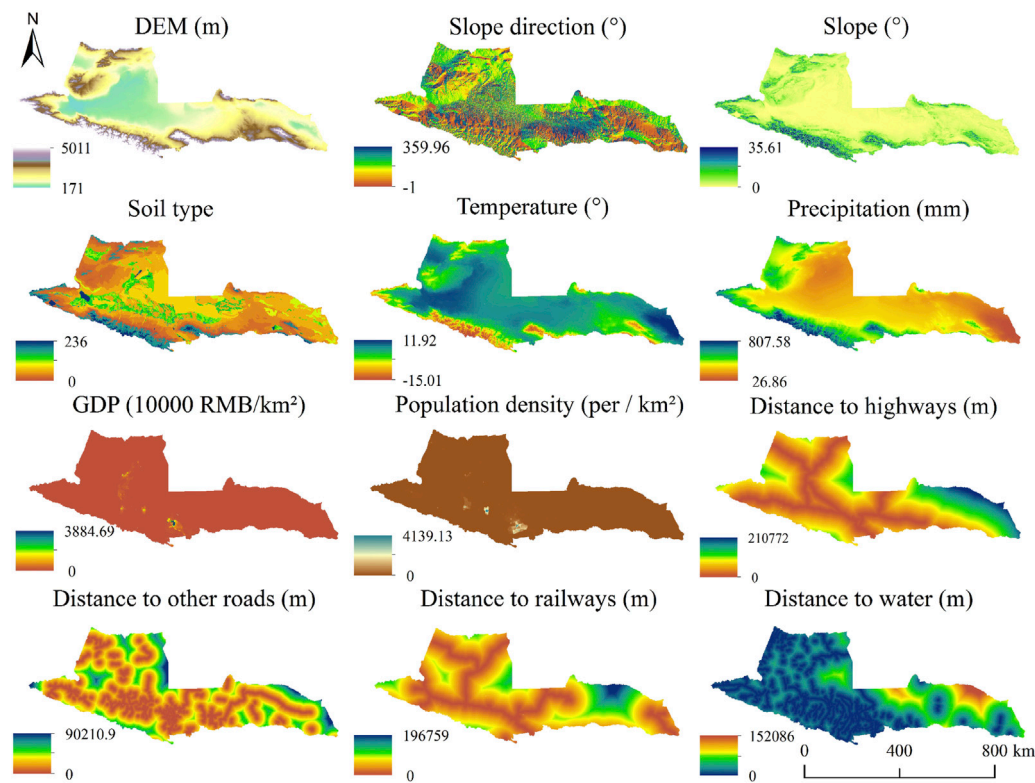 N
DEM (m)
Slope direction (°)
Slope (°)
5011
171
359.96
-1
35.61
0
Soil type
Temperature (°)
Precipitation (mm)
236
0
11.92
-15.01
807.58
26.86
GDP (10000 RMB/km²)
Population density (per / km²)
Distance to highways (m)
3884.69
0
4139.13
0
210772
0
Distance to other roads (m)
Distance to railways (m)
Distance to water (m)
90210.9
0
196759
0
152086
0
0 400 800 km